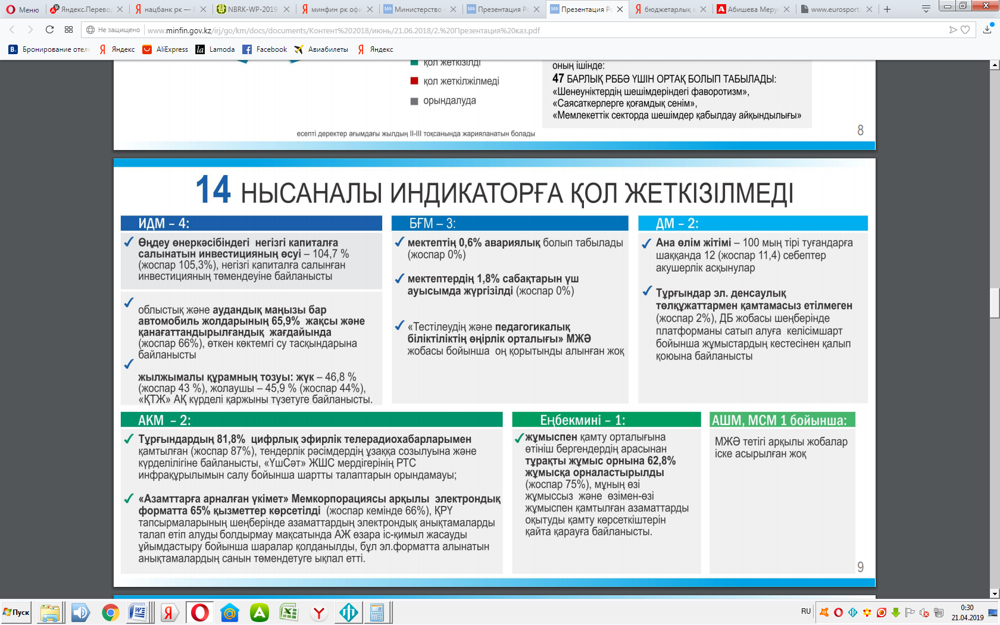 Меню
Яндекс.Перевод
нацбанк рк —
NBRK-WP-2019
минфин рк офи
Министерство
Презентация Р
Презентация Ро
бюджетарлық
Абишева Меру
www.eurosport.
Не защищено
www.minfin.gov.kz/irj/go/km/docs/documents/Контент%202018/июнь/21.06.2018/2.%20Презентация%20каз.pdf
Бронирование отеле
Яндекс
AliExpress
Lamoda
Facebook
Авиабилеты
Яндекс
қол жеткізілді
қол жеткілжілмеді
орындалуда
оның ішінде:
47 БАРЛЫҚ РББӘ ҮШІН ОРТАҚ БОЛЫП ТАБЫЛАДЫ:
«Шенеуніктердің шешімдеріндегі фаворотизм»,
«Саясаткерлерге қоғамдық сенім»,
«Мемлекеттік секторда шешімдер қабылдау айқындылығы»
есепті деректер ағымдағы жылдың II-III тоқсанында жарияланатын болады
8
14 НЫСАНАЛЫ ИНДИКАТОРҒА ҚОЛ ЖЕТКІЗІЛМЕДІ
ИДМ – 4:
Өңдеу өнеркәсібіндегі негізгі капиталға
салынатын инвестицияның өсуі – 104,7 %
(жоспар 105,3%), негізгі капиталға салынған
инвестицияның төмендеуіне байланысты
облыстық және аудандық маңызы бар
автомобиль жолдарының 65,9% жақсы және
қанағаттандырылғандық жағдайында
(жоспар 66%), өткен көктемгі су тасқындарына
байланысты
жылжымалы құрамның тозуы: жүк – 46,8 %
(жоспар 43 %), жолаушы – 45,9 % (жоспар 44%),
«ҚТЖ» АҚ күрделі қаржыны түзетуге байланысты.
БҒМ – 3:
мектептің 0,6% авариялық болып табылады
(жоспар 0%)
мектептердің 1,8% сабақтарын үш
ауысымда жүргізілді (жоспар 0%)
«Тестілеудің және педагогикалық
біліктіліктің өңірлік орталығы» МЖӘ
жобасы бойынша оң қорытынды алынған жоқ
ДМ – 2:
Ана өлім жітімі – 100 мың тірі туғандарға
шаққанда 12 (жоспар 11,4) себептер
акушерлік асқынулар
Тұрғындар эл. денсаулық
төлқұжаттармен қамтамасыз етілмеген
(жоспар 2%), ДБ жобасы шеңберінде
платформаны сатып алуға келісімшарт
бойынша жұмыстардың кестесінен қалып
қоюына байланысты
АКМ – 2:
Тұрғындардың 81,8% цифрлық эфирлік телерадиохабарларымен
қамтылған (жоспар 87%), тендерлік рәсімдердің ұзаққа созылуына және
күрделілігіне байланысты, «ҮшСәт» ЖШС мердігерінің РТС
инфрақұрылымын салу бойынша шартты талаптарын орындамауы;
«Азаматтарға арналған үкімет» Мемкорпорациясы арқылы электрондық
форматта 65% қызметтер көрсетілді (жоспар кемінде 66%), ҚРҮ
тапсырмаларының шеңберінде азаматтардың электрондық анықтамаларды
талап етіп алуды болдырмау мақсатында АЖ өзара іс-қимыл жасауды
ұйымдастыру бойынша шаралар қолданылды, бұл эл.форматта алынатын
анықтамалардың санын төмендетуге ықпал етті.
Еңбекмині – 1:
жұмыспен қамту орталығына
өтініш бергендердің арасынан
тұрақты жұмыс орнына 62,8%
жұмысқа орналастырылды
(жоспар 75%), мұның өзі
жұмыссыз және өзімен-өзі
жұмыспен қамтылған азаматтарды
оқытуды қамту көрсеткіштерін
қайта қарауға байланысты.
АШМ, МСМ 1 бойынша:
МЖӘ тетігі арқылы жобалар
іске асырылған жоқ
9
Пуск
RU
0:30
21.04.2019